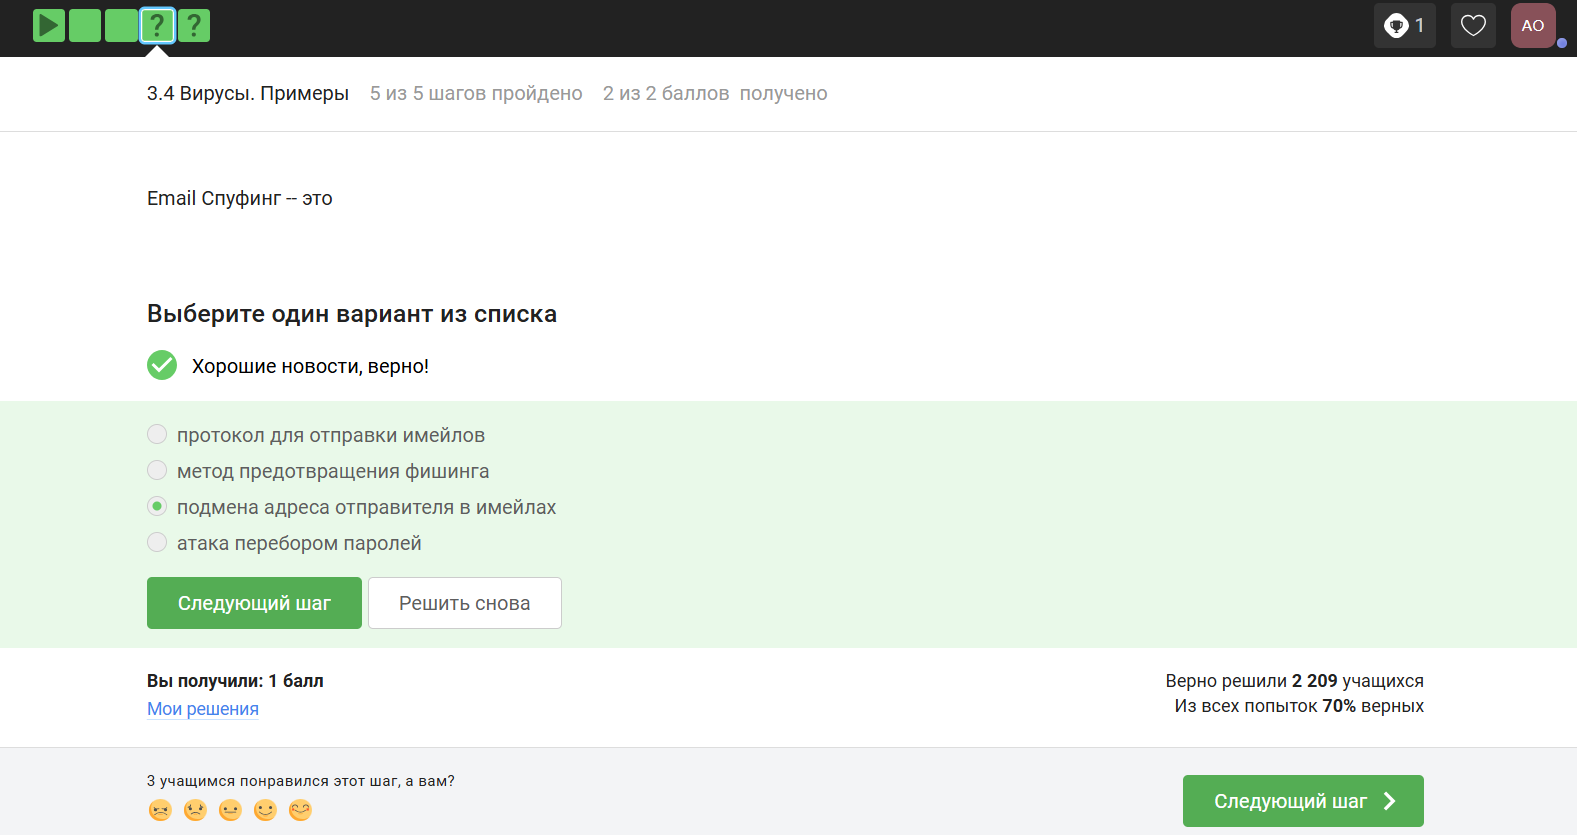 ? ?
1
AO
3.4 Вирусы. Примеры 5 из 5 шагов пройдено 2 из 2 баллов получено
Email Спуфинг -- это
Выберите один вариант из списка
Хорошие новости, верно!
протокол для отправки имейлов
метод предотвращения фишинга
подмена адреса отправителя в имейлах
атака перебором паролей
Следующий шаг Решить снова
Вы получили: 1 балл
Мои решения
Верно решили 2 209 учащихся
Из всех попыток 70% верных
3 учащимся понравился этот шаг, а вам?
Следующий шаг